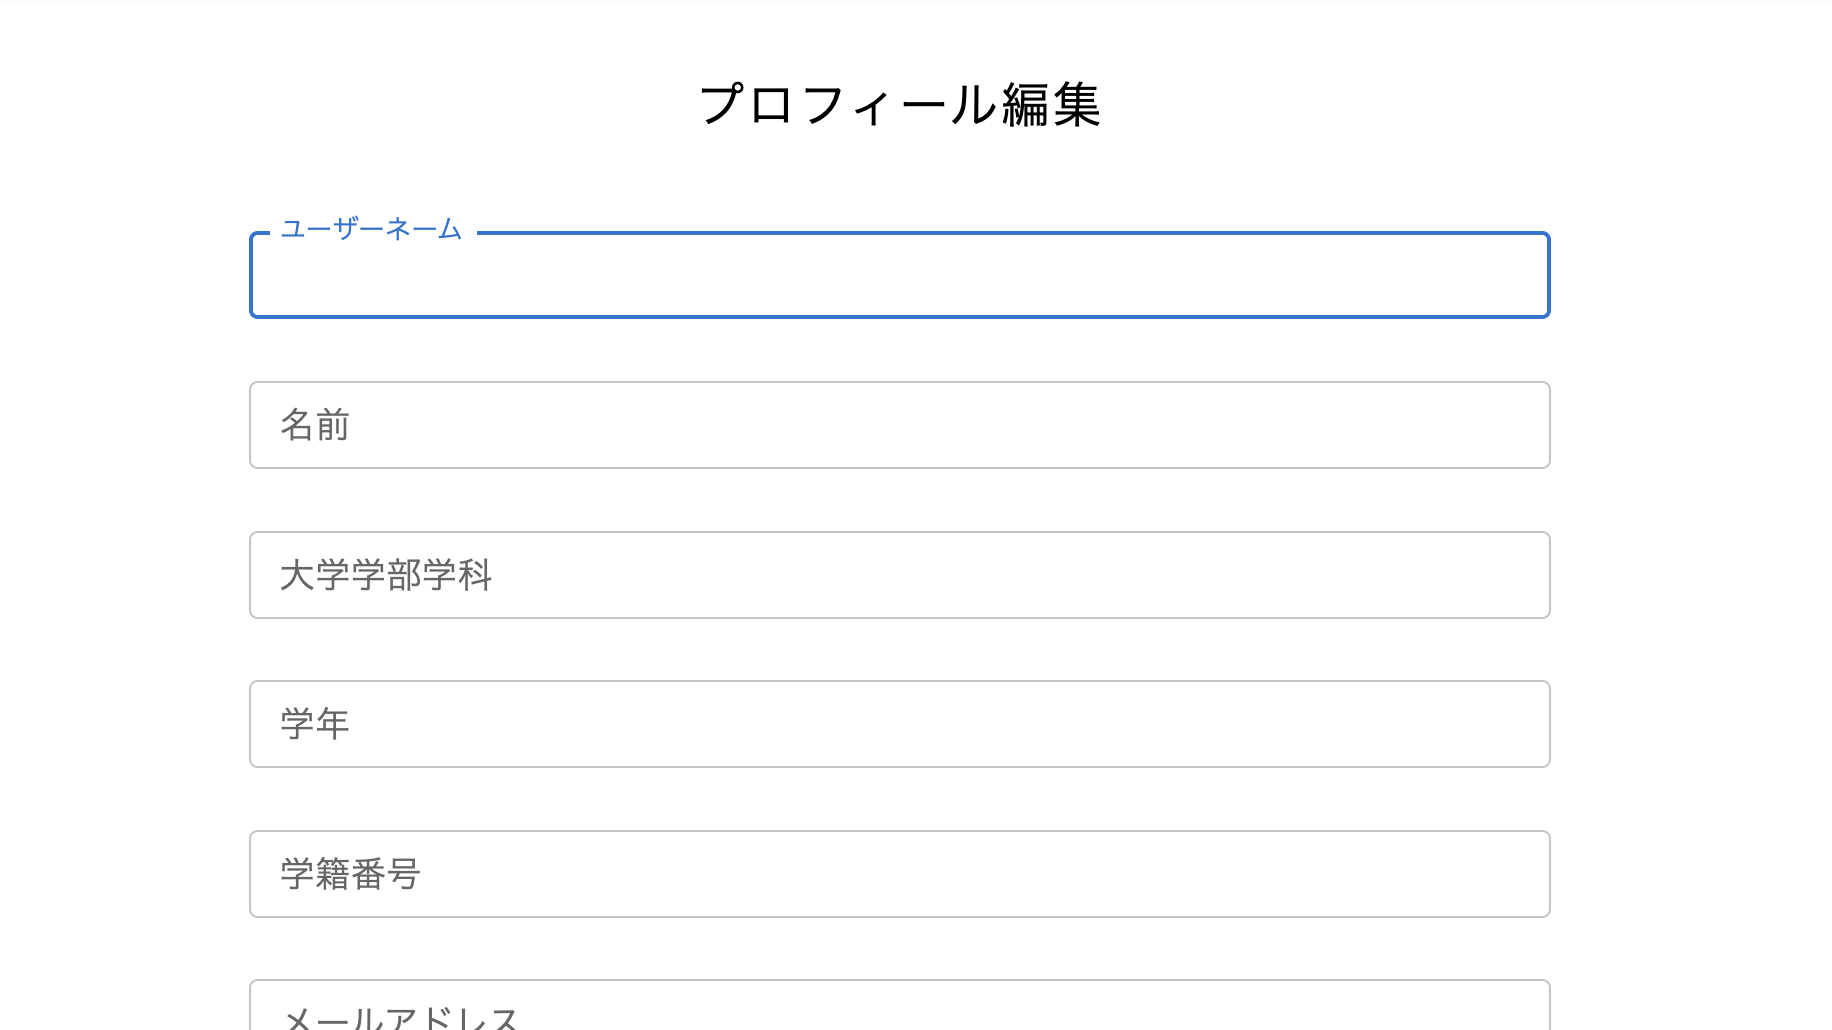 プロフィール編集
ユーザーネーム
名前
大学学部学科
学年
学籍番号
メールアドレス